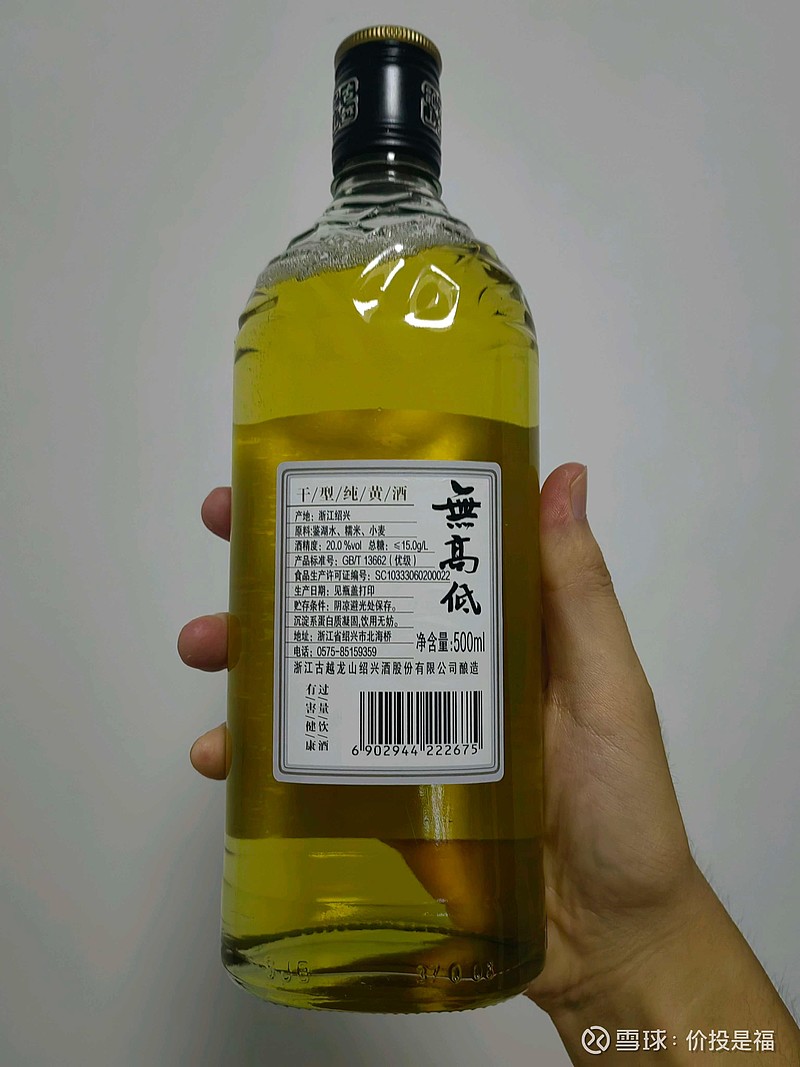 干/型/纯/黄/酒
無高低
产地：浙江绍兴
原料:鉴湖水、糯米、小麦
酒精度：20.0 %vol 总糖：≤15.0g/L
产品标准号：GB/T 13662（优级）
食品生产许可证编号：SC10333060200022
生产日期：见瓶盖打印
贮存条件：阴凉避光处保存。
沉淀系蛋白质凝固,饮用无妨。
地址：浙江省绍兴市北海桥
电话：0575-85159359
净含量:500ml
浙江古越龙山绍兴酒股份有限公司酿造
过/量/饮/酒
有/害/健/康
6 902944 222675
雪球：价投是福